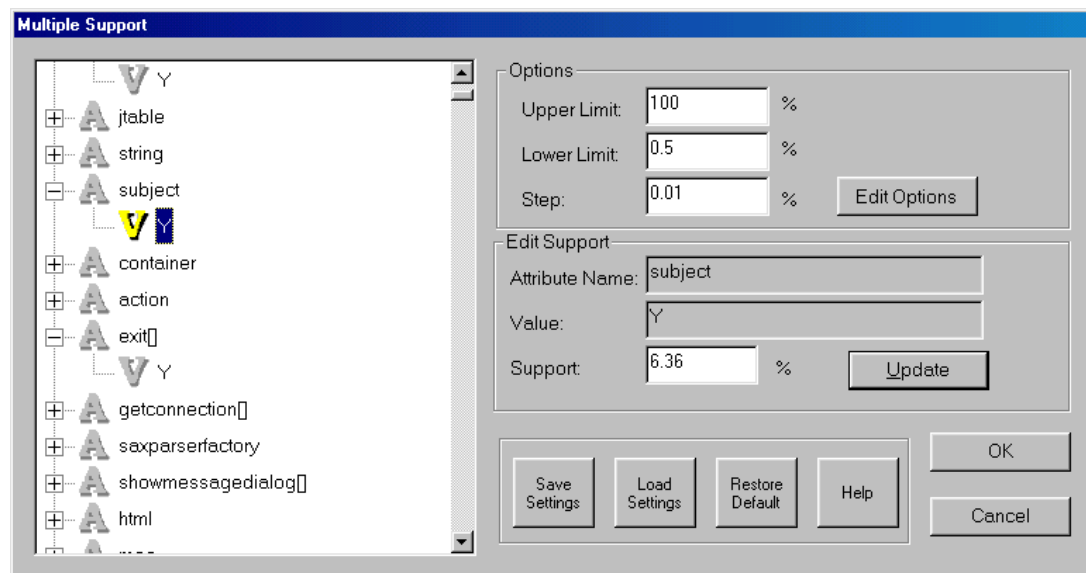 Multiple Support
Y
jtable
string
subject
Y
container
action
exit[]
Y
getconnection[]
saxparserfactory
showmessagedialog[]
html
Options
Upper Limit: 100 %
Lower Limit: 0.5 %
Step: 0.01 %
Edit Options
Edit Support
Attribute Name: subject
Value: Y
Support: 6.36 %
Update
Save Settings
Load Settings
Restore Default
Help
OK
Cancel